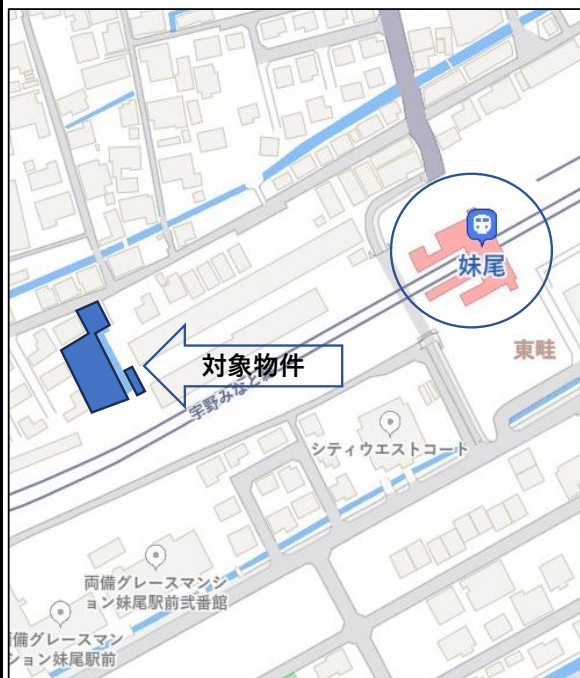 妹尾
東畦
対象物件
宇野みなと線
シティウエストコート
両備グレースマンシ
ョン妹尾駅前弐番館
備グレースマン
ション妹尾駅前